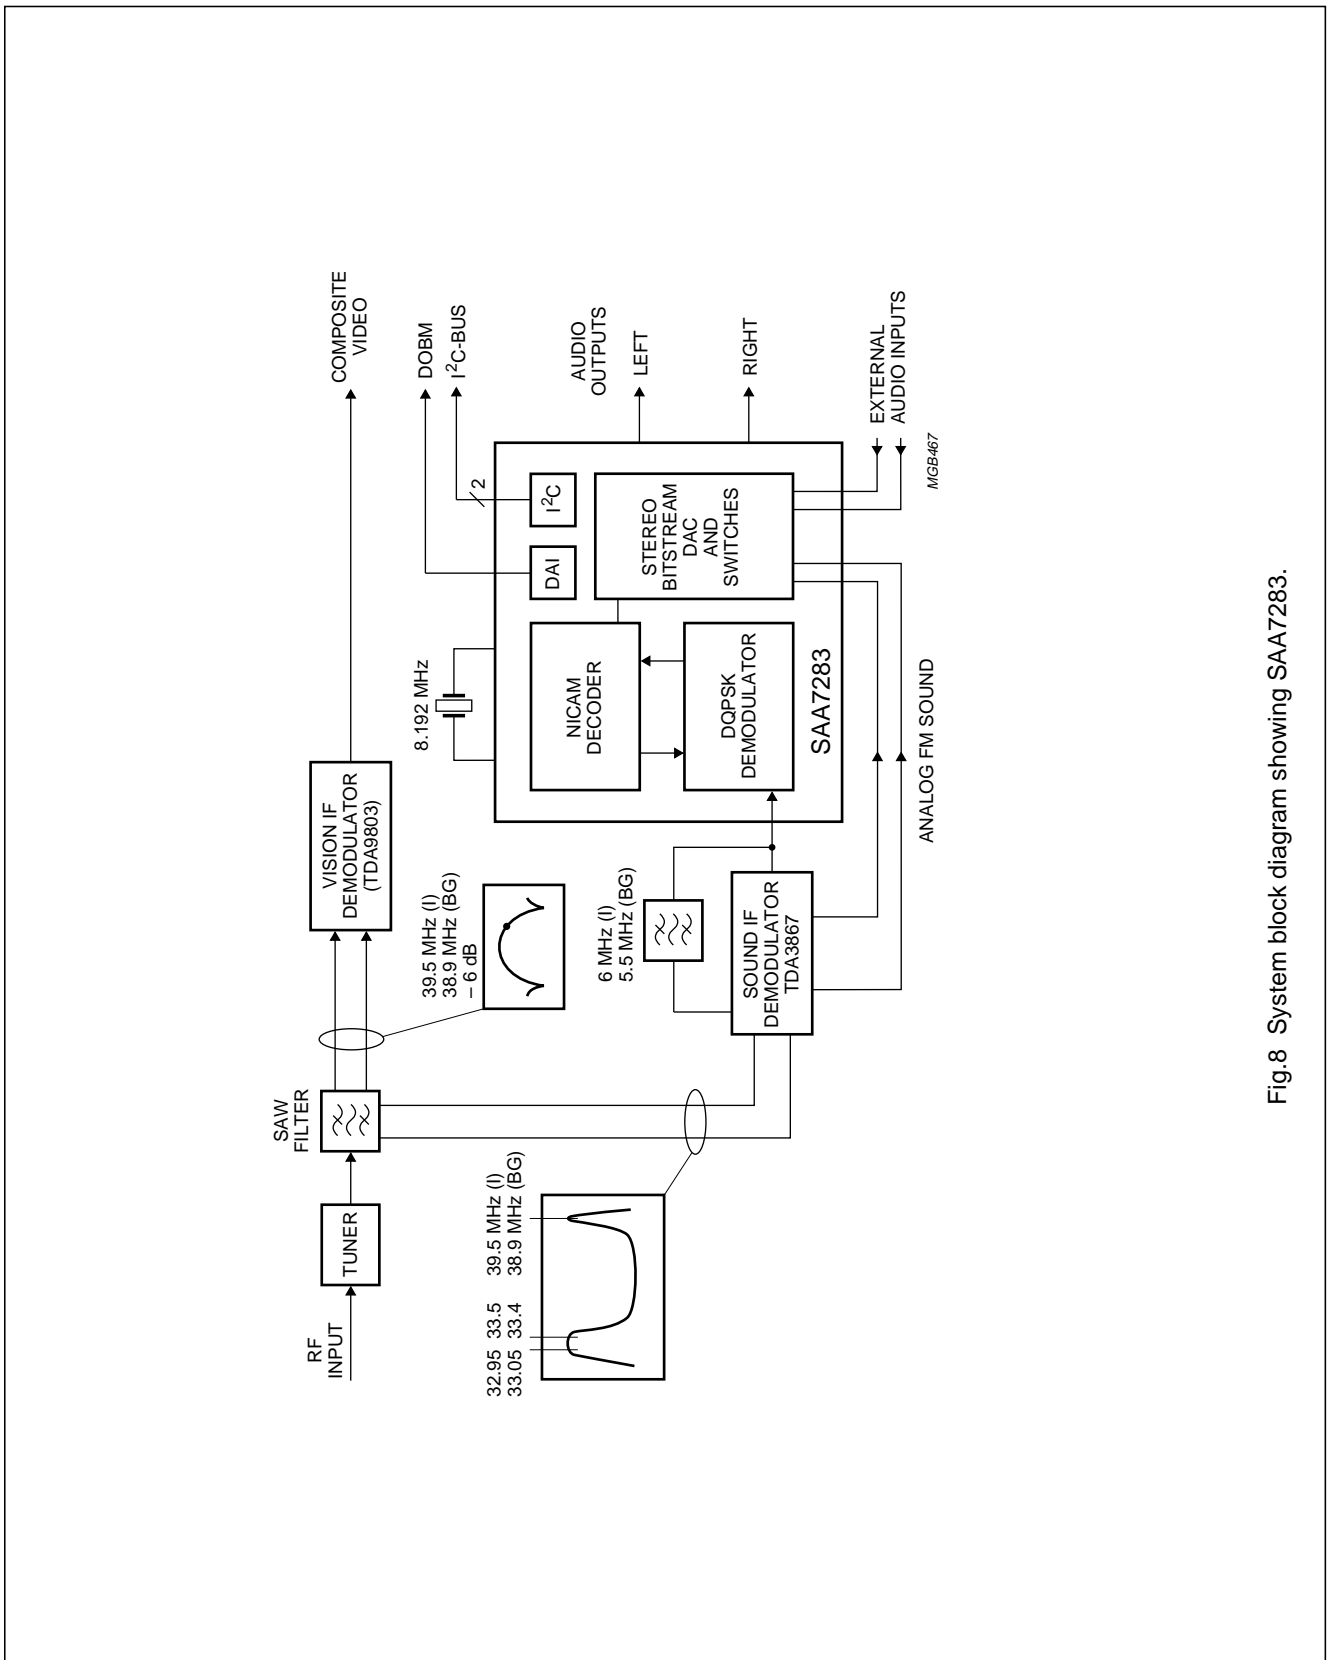 RF
INPUT
TUNER
SAW
FILTER
VISION IF
DEMODULATOR
(TDA9803)
COMPOSITE
VIDEO
39.5 MHz (I)
38.9 MHz (BG)
– 6 dB
8.192 MHz
DOBM
I²C-BUS
2
DAI
I²C
NICAM
DECODER
STEREO
BITSTREAM
DAC
AND
SWITCHES
DQPSK
DEMODULATOR
SAA7283
AUDIO
OUTPUTS
LEFT
RIGHT
EXTERNAL
AUDIO INPUTS
6 MHz (I)
5.5 MHz (BG)
SOUND IF
DEMODULATOR
TDA3867
ANALOG FM SOUND
32.95 33.5 39.5 MHz (I)
33.05 33.4 38.9 MHz (BG)
MGB467
Fig.8 System block diagram showing SAA7283.